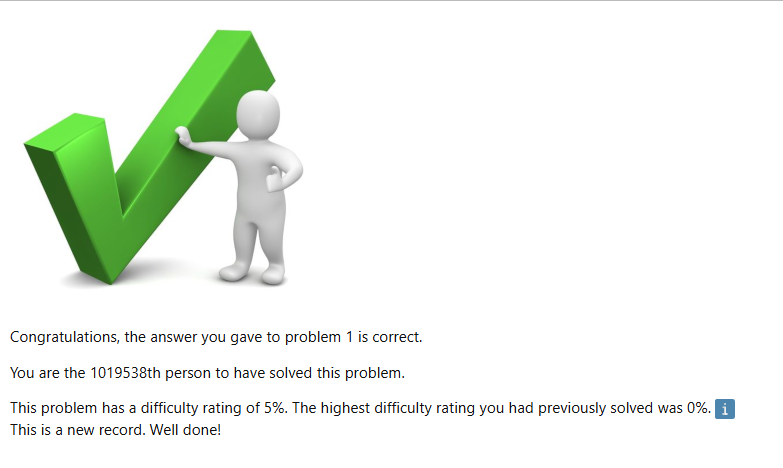 Congratulations, the answer you gave to problem 1 is correct.
You are the 1019538th person to have solved this problem.
This problem has a difficulty rating of 5%. The highest difficulty rating you had previously solved was 0%. i
This is a new record. Well done!